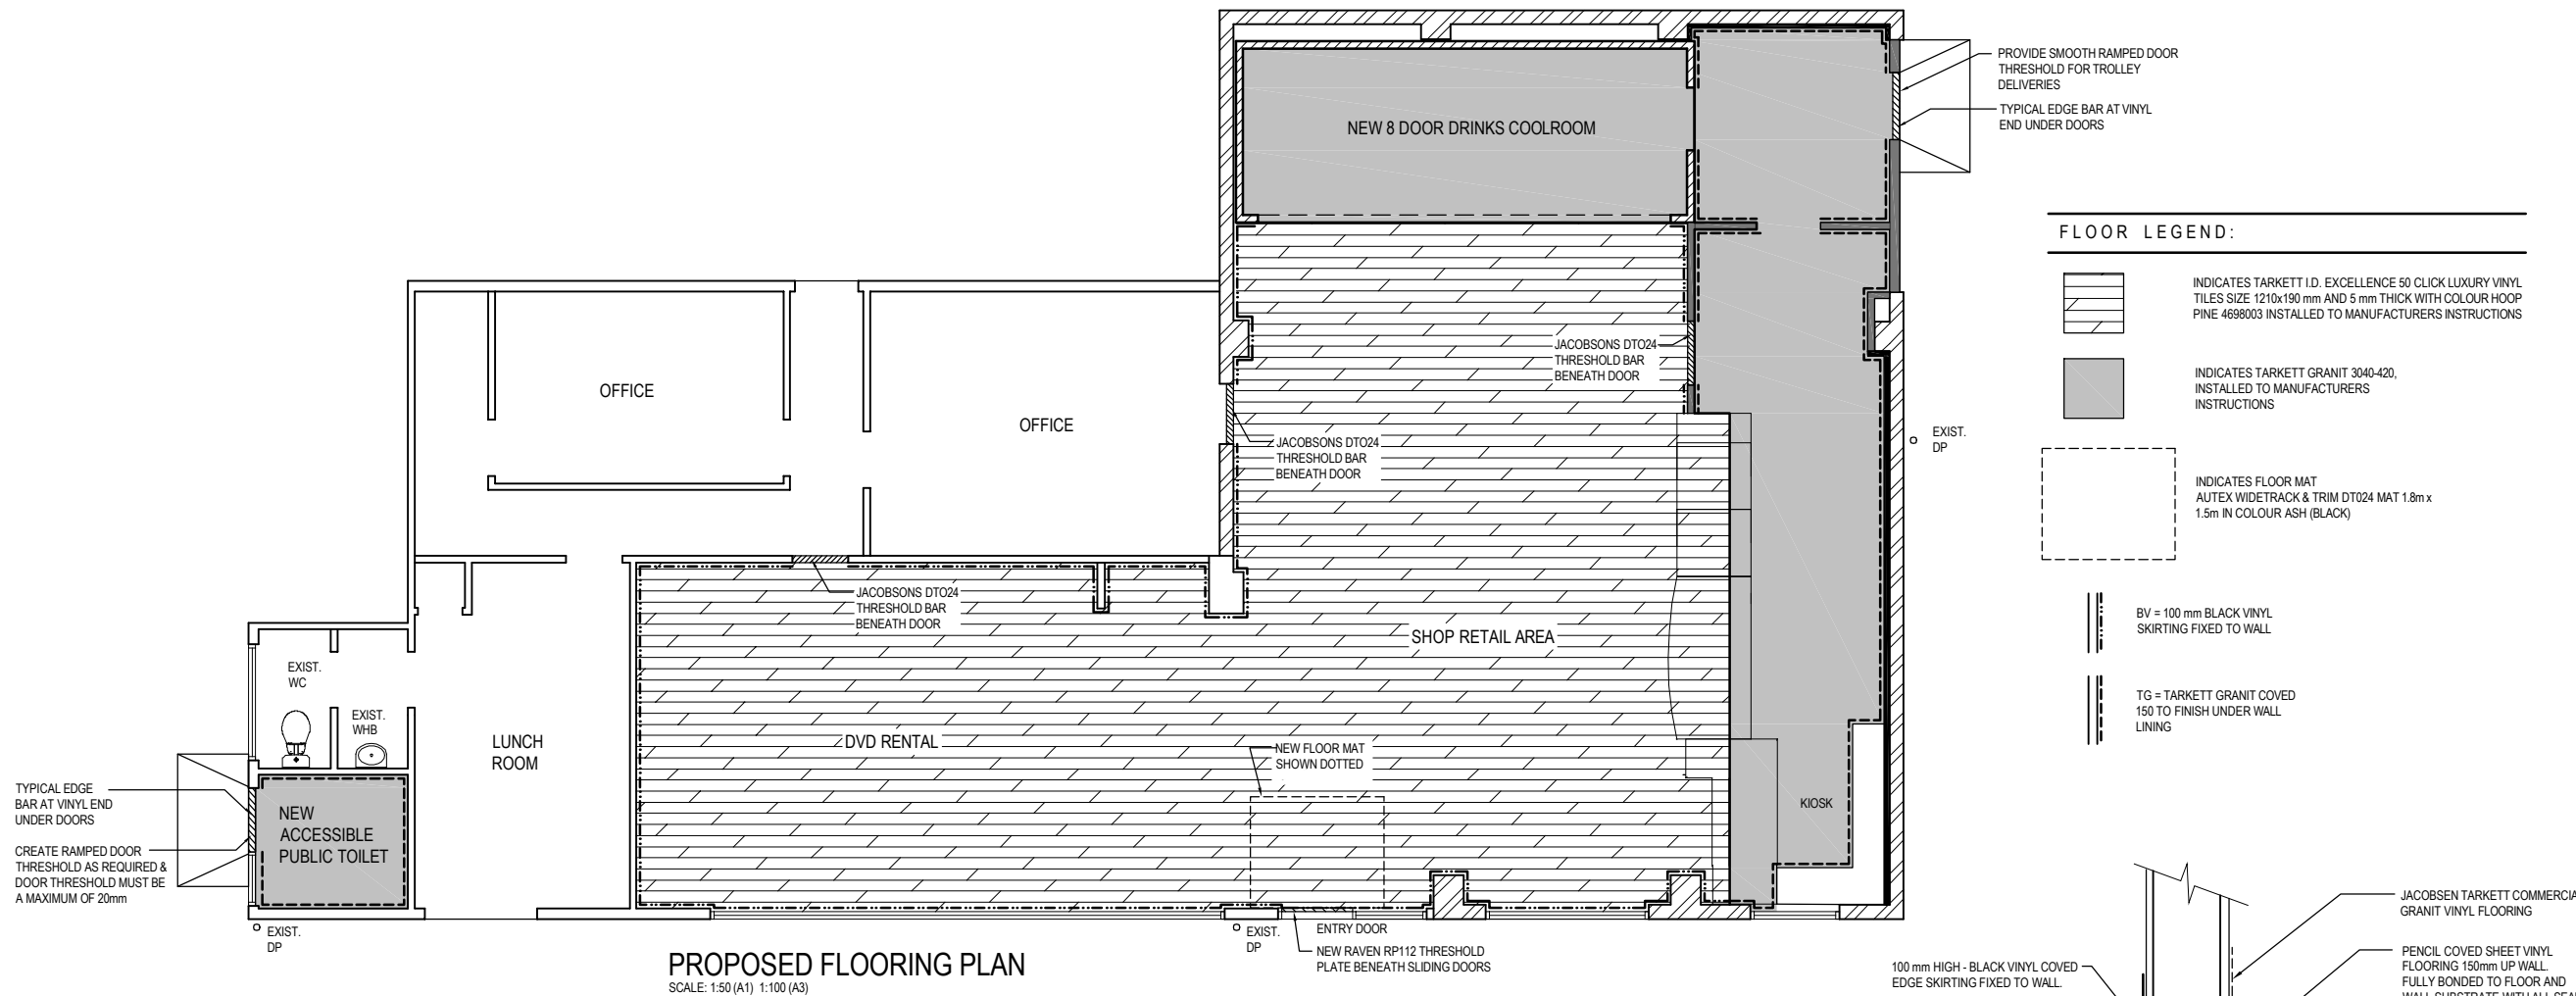 PROVIDE SMOOTH RAMPED DOOR
THRESHOLD FOR TROLLEY
DELIVERIES
TYPICAL EDGE BAR AT VINYL
END UNDER DOORS
NEW 8 DOOR DRINKS COOLROOM
FLOOR LEGEND:
INDICATES TARKETT I.D. EXCELLENCE 50 CLICK LUXURY VINYL
TILES SIZE 1210x190 mm AND 5 mm THICK WITH COLOUR HOOP
PINE 4698003 INSTALLED TO MANUFACTURERS INSTRUCTIONS
INDICATES TARKETT GRANIT 3040-420,
INSTALLED TO MANUFACTURERS
INSTRUCTIONS
INDICATES FLOOR MAT
AUTEX WIDETRACK & TRIM DT024 MAT 1.8m x
1.5m IN COLOUR ASH (BLACK)
BV = 100 mm BLACK VINYL
SKIRTING FIXED TO WALL
TG = TARKETT GRANIT COVED
150 TO FINISH UNDER WALL
LINING
OFFICE
OFFICE
JACOBSONS DTO24
THRESHOLD BAR
BENEATH DOOR
JACOBSONS DTO24
THRESHOLD BAR
BENEATH DOOR
EXIST.
DP
JACOBSONS DTO24
THRESHOLD BAR
BENEATH DOOR
SHOP RETAIL AREA
EXIST.
WC
EXIST.
WHB
LUNCH
ROOM
DVD RENTAL
NEW FLOOR MAT
SHOWN DOTTED
KIOSK
TYPICAL EDGE
BAR AT VINYL END
UNDER DOORS
CREATE RAMPED DOOR
THRESHOLD AS REQUIRED &
DOOR THRESHOLD MUST BE
A MAXIMUM OF 20mm
NEW
ACCESSIBLE
PUBLIC TOILET
EXIST.
DP
EXIST.
DP
ENTRY DOOR
NEW RAVEN RP112 THRESHOLD
PLATE BENEATH SLIDING DOORS
PROPOSED FLOORING PLAN
SCALE: 1:50 (A1) 1:100 (A3)
JACOBSEN TARKETT COMMERCIA
GRANIT VINYL FLOORING
100 mm HIGH - BLACK VINYL COVED
EDGE SKIRTING FIXED TO WALL.
PENCIL COVED SHEET VINYL
FLOORING 150mm UP WALL.
FULLY BONDED TO FLOOR AND